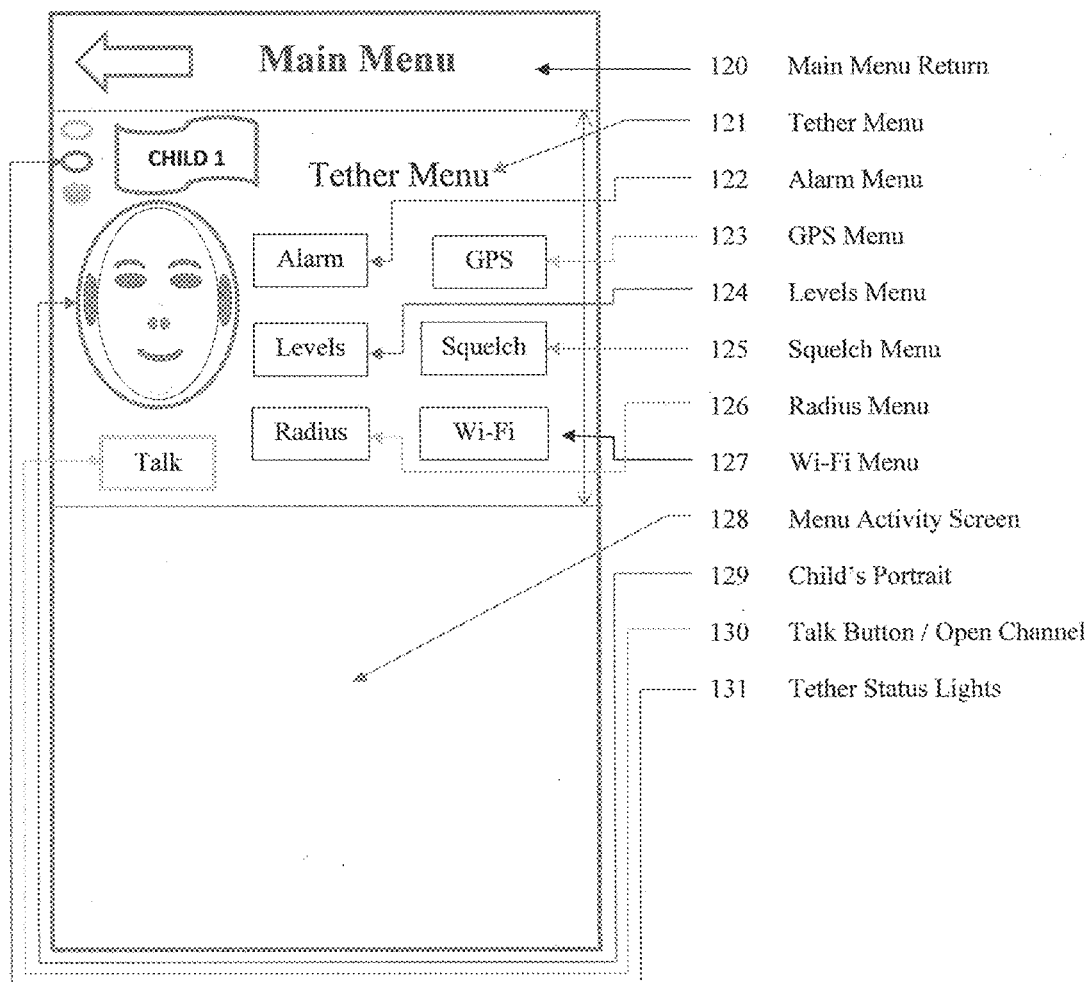 Main Menu
120 Main Menu Return
121 Tether Menu
CHILD 1
Tether Menu
122 Alarm Menu
Alarm
GPS
123 GPS Menu
124 Levels Menu
Levels
Squelch
125 Squelch Menu
126 Radius Menu
Radius
Wi-Fi
127 Wi-Fi Menu
Talk
128 Menu Activity Screen
129 Child's Portrait
130 Talk Button / Open Channel
131 Tether Status Lights